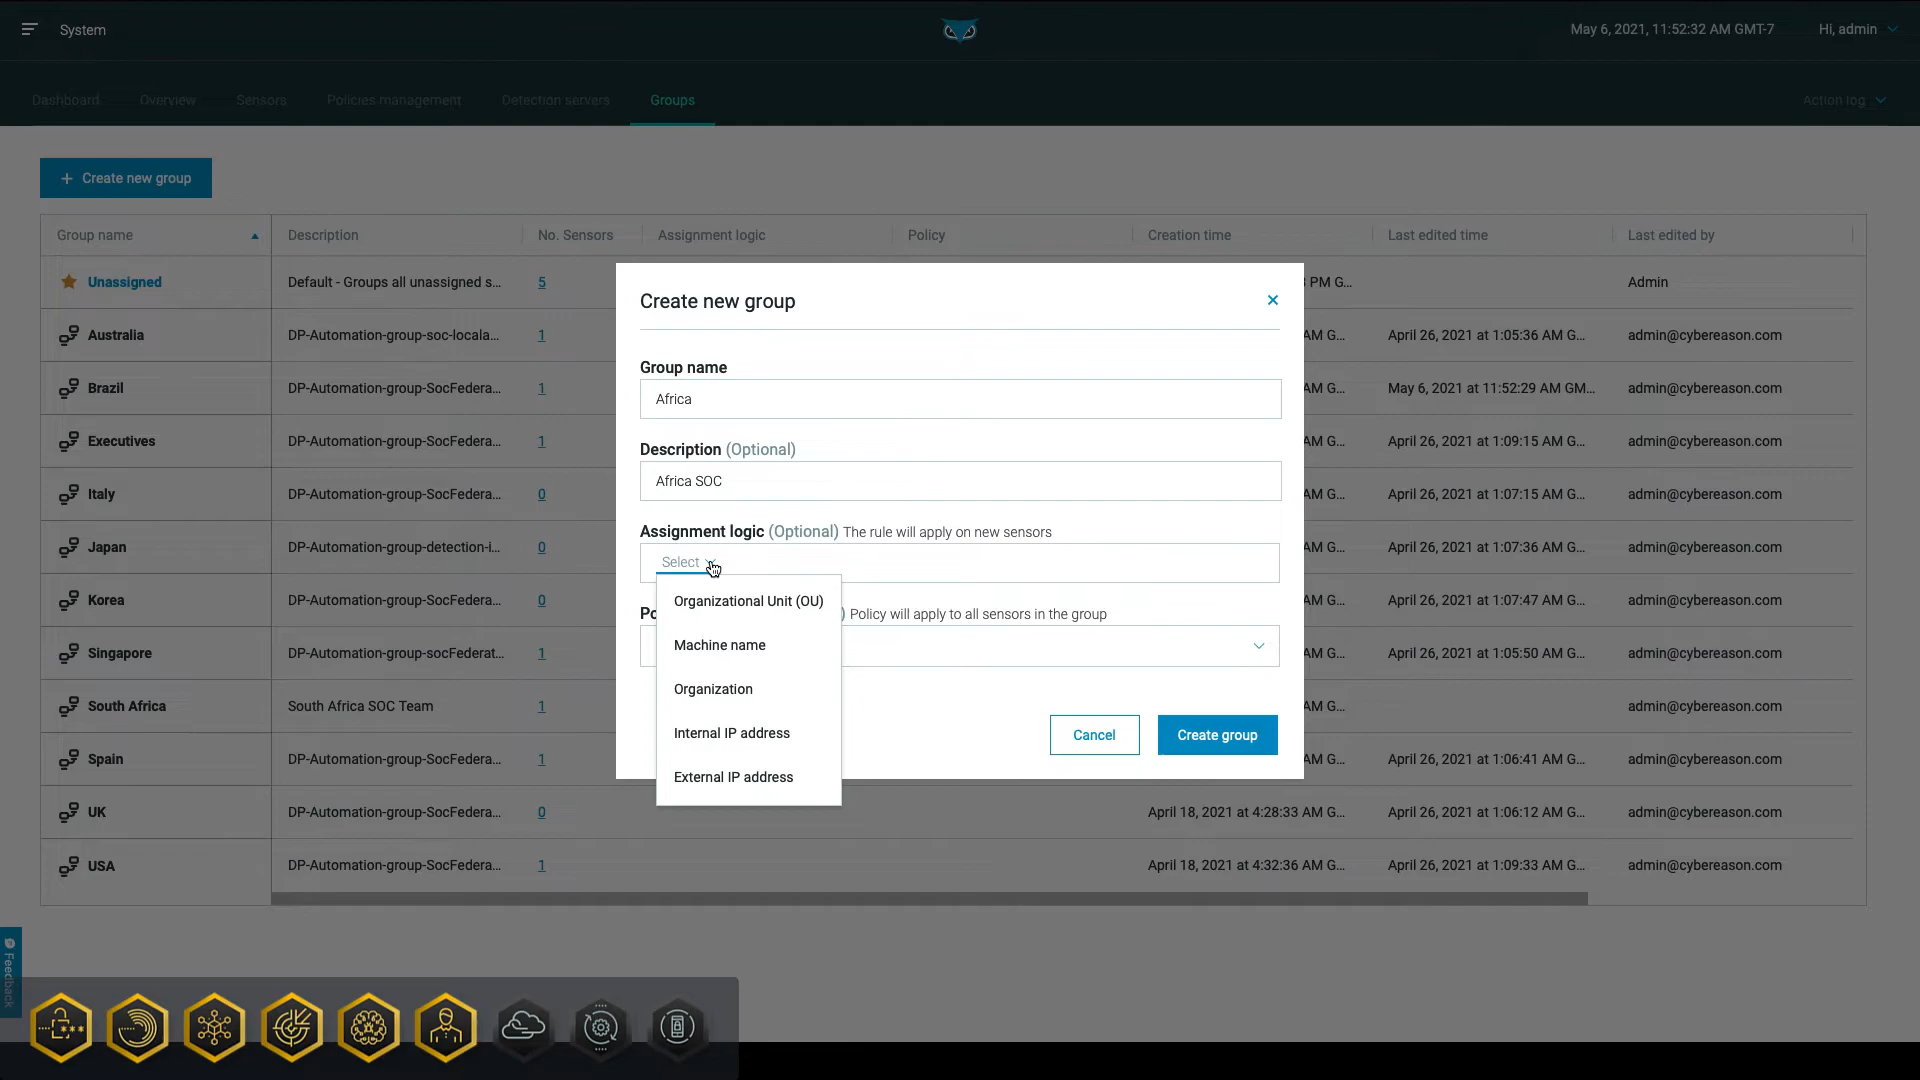 System
May 6, 2021, 11:52:32 AM GMT-7
Hi, admin
Dashboard
Overview
Sensors
Policies management
Detection servers
Groups
Action log
+ Create new group
Group name
Description
No. Sensors
Assignment logic
Policy
Creation time
Last edited time
Last edited by
Unassigned
Default - Groups all unassigned s...
5
PM G...
Admin
Australia
DP-Automation-group-soc-locala...
1
AM G...
April 26, 2021 at 1:05:36 AM G...
admin@cybereason.com
Brazil
DP-Automation-group-SocFedera...
1
AM G...
May 6, 2021 at 11:52:29 AM GM...
admin@cybereason.com
Executives
DP-Automation-group-SocFedera...
1
AM G...
April 26, 2021 at 1:09:15 AM G...
admin@cybereason.com
Italy
DP-Automation-group-SocFedera...
0
AM G...
April 26, 2021 at 1:07:15 AM G...
admin@cybereason.com
Japan
DP-Automation-group-detection-i...
0
AM G...
April 26, 2021 at 1:07:36 AM G...
admin@cybereason.com
Korea
DP-Automation-group-SocFedera...
0
AM G...
April 26, 2021 at 1:07:47 AM G...
admin@cybereason.com
Singapore
DP-Automation-group-socFederat...
1
AM G...
April 26, 2021 at 1:05:50 AM G...
admin@cybereason.com
South Africa
South Africa SOC Team
1
AM G...
admin@cybereason.com
Spain
DP-Automation-group-SocFedera...
1
AM G...
April 26, 2021 at 1:06:41 AM G...
admin@cybereason.com
UK
DP-Automation-group-SocFedera...
0
April 18, 2021 at 4:28:33 AM G...
April 26, 2021 at 1:06:12 AM G...
admin@cybereason.com
USA
DP-Automation-group-SocFedera...
1
April 18, 2021 at 4:32:36 AM G...
April 26, 2021 at 1:09:33 AM G...
admin@cybereason.com
Create new group
Group name
Africa
Description (Optional)
Africa SOC
Assignment logic (Optional) The rule will apply on new sensors
Select
Organizational Unit (OU)
Machine name
Organization
Internal IP address
External IP address
Po ) Policy will apply to all sensors in the group
Cancel
Create group
Feedback